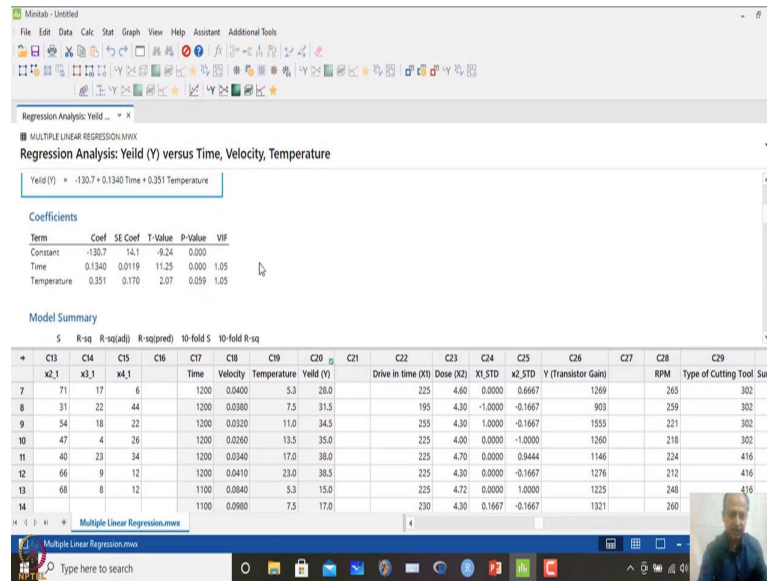 Minitab - Untitled
File Edit Data Calc Stat Graph View Help Assistant Additional Tools
Regression Analysis: Yeild ...
MULTIPLE LINEAR REGRESSION.MWX
Regression Analysis: Yeild (Y) versus Time, Velocity, Temperature
Yeild (Y) = -130.7 + 0.1340 Time + 0.351 Temperature
Coefficients
Term Coef SE Coef T-Value P-Value VIF
Constant -130.7 14.1 -9.24 0.000
Time 0.1340 0.0119 11.25 0.000 1.05
Temperature 0.351 0.170 2.07 0.059 1.05
Model Summary
S R-sq R-sq(adj) R-sq(pred) 10-fold S 10-fold R-sq
C13 C14 C15 C16 C17 C18 C19 C20 C21 C22 C23 C24 C25 C26 C27 C28 C29
x2_1 x3_1 x4_1 Time Velocity Temperature Yeild (Y) Drive in time (X1) Dose (X2) X1_STD x2_STD Y (Transistor Gain) RPM Type of Cutting Tool Su
7 71 17 6 1200 0.0400 5.3 28.0 225 4.60 0.0000 0.6667 1269 265 302
8 31 22 44 1200 0.0380 7.5 31.5 195 4.30 -1.0000 -0.1667 903 259 302
9 54 18 22 1200 0.0320 11.0 34.5 255 4.30 1.0000 -0.1667 1555 221 302
10 47 4 26 1200 0.0260 13.5 35.0 225 4.00 0.0000 -1.0000 1260 218 302
11 40 23 34 1200 0.0340 17.0 38.0 225 4.70 0.0000 0.9444 1146 224 416
12 66 9 12 1200 0.0410 23.0 38.5 225 4.30 0.0000 -0.1667 1276 212 416
13 68 8 12 1100 0.0840 5.3 15.0 225 4.72 0.0000 1.0000 1225 248 416
14 1100 0.0980 7.5 17.0 230 4.30 0.1667 -0.1667 1321 260
Multiple Linear Regression.mwx
Multiple Linear Regression.mwx
NPTEL
Type here to search